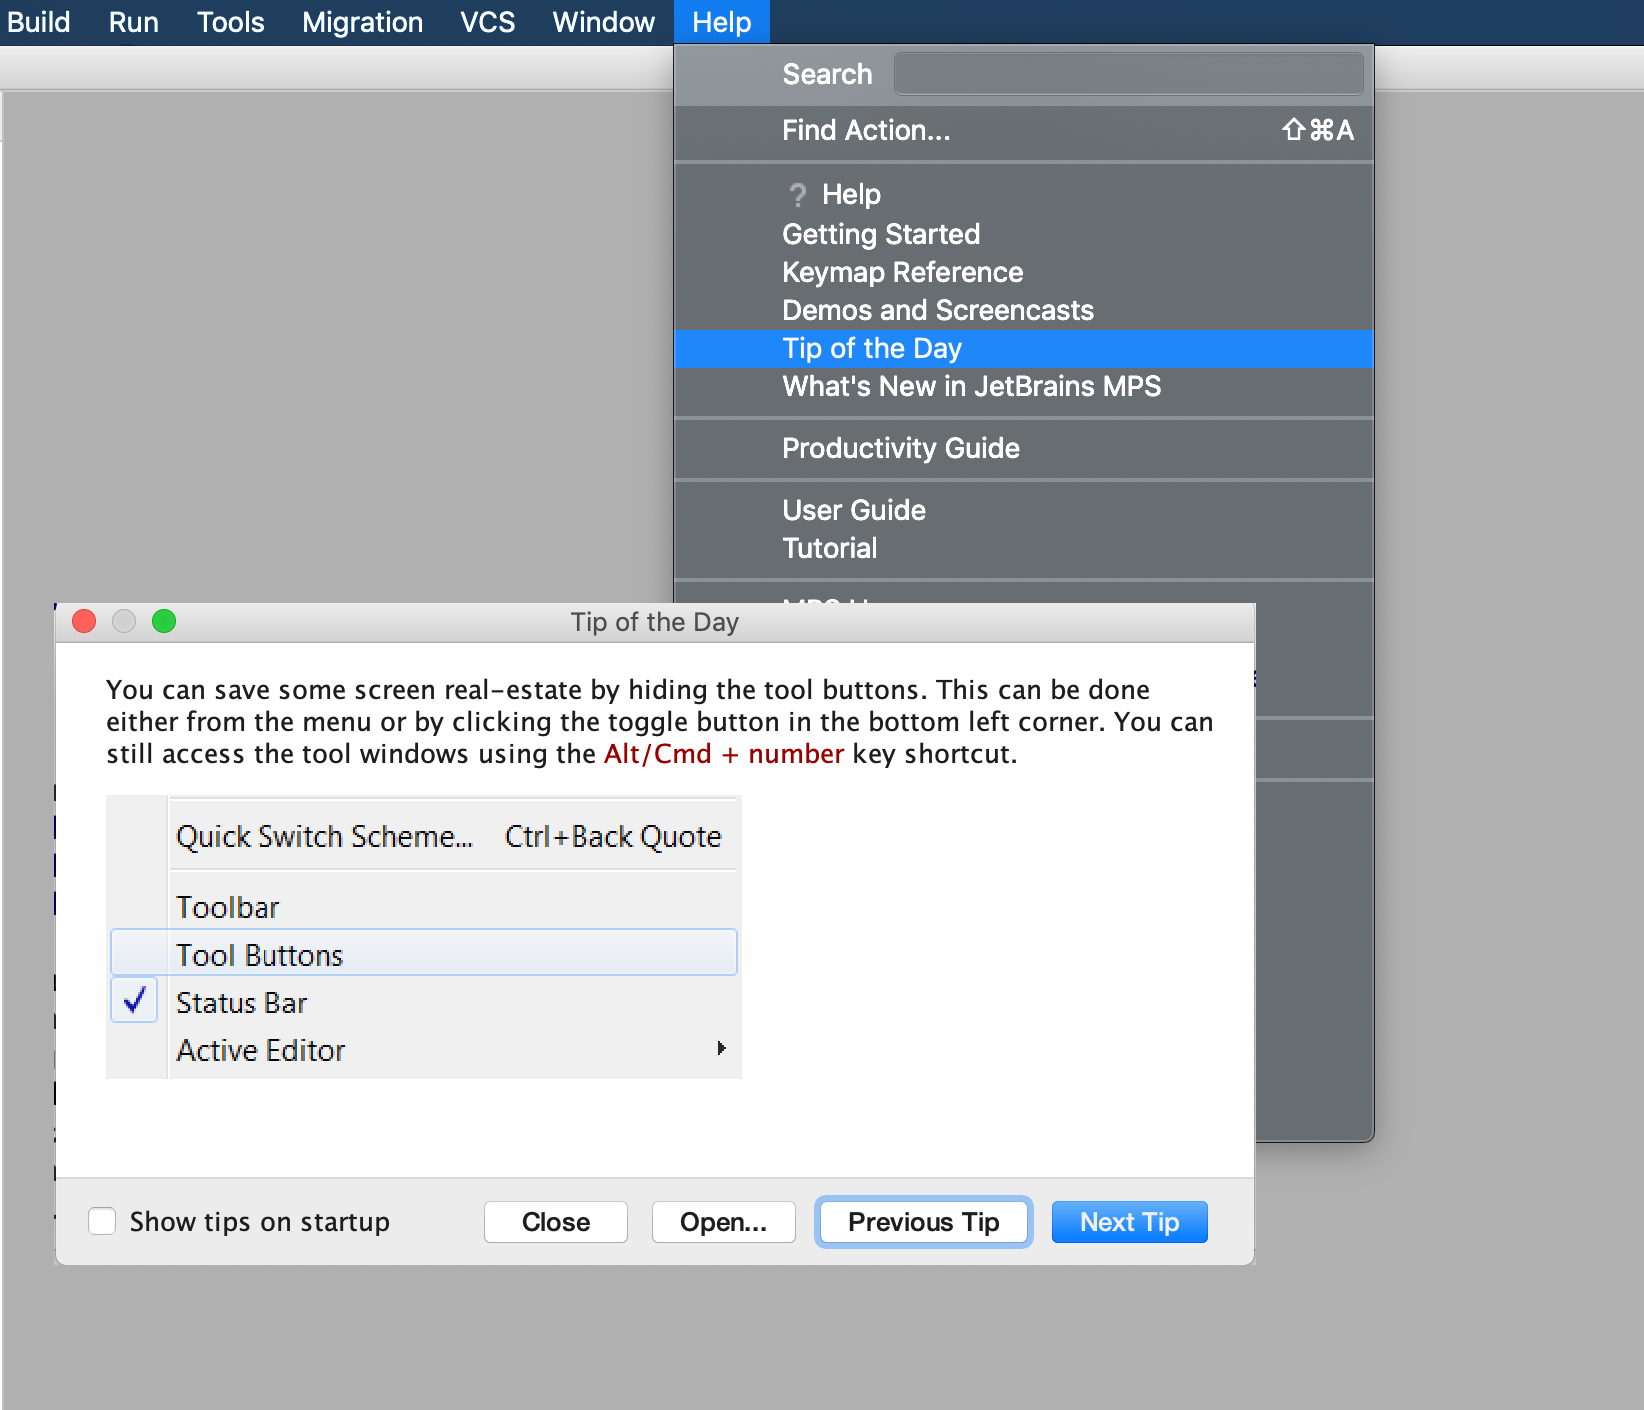 Build Run Tools Migration VCS Window Help
Search
Find Action... ⇧⌘A
? Help
Getting Started
Keymap Reference
Demos and Screencasts
Tip of the Day
What's New in JetBrains MPS
Productivity Guide
User Guide
Tutorial
Tip of the Day
You can save some screen real-estate by hiding the tool buttons. This can be done
either from the menu or by clicking the toggle button in the bottom left corner. You can
still access the tool windows using the Alt/Cmd + number key shortcut.
Quick Switch Scheme... Ctrl+Back Quote
Toolbar
Tool Buttons
Status Bar
Active Editor
Show tips on startup Close Open... Previous Tip Next Tip